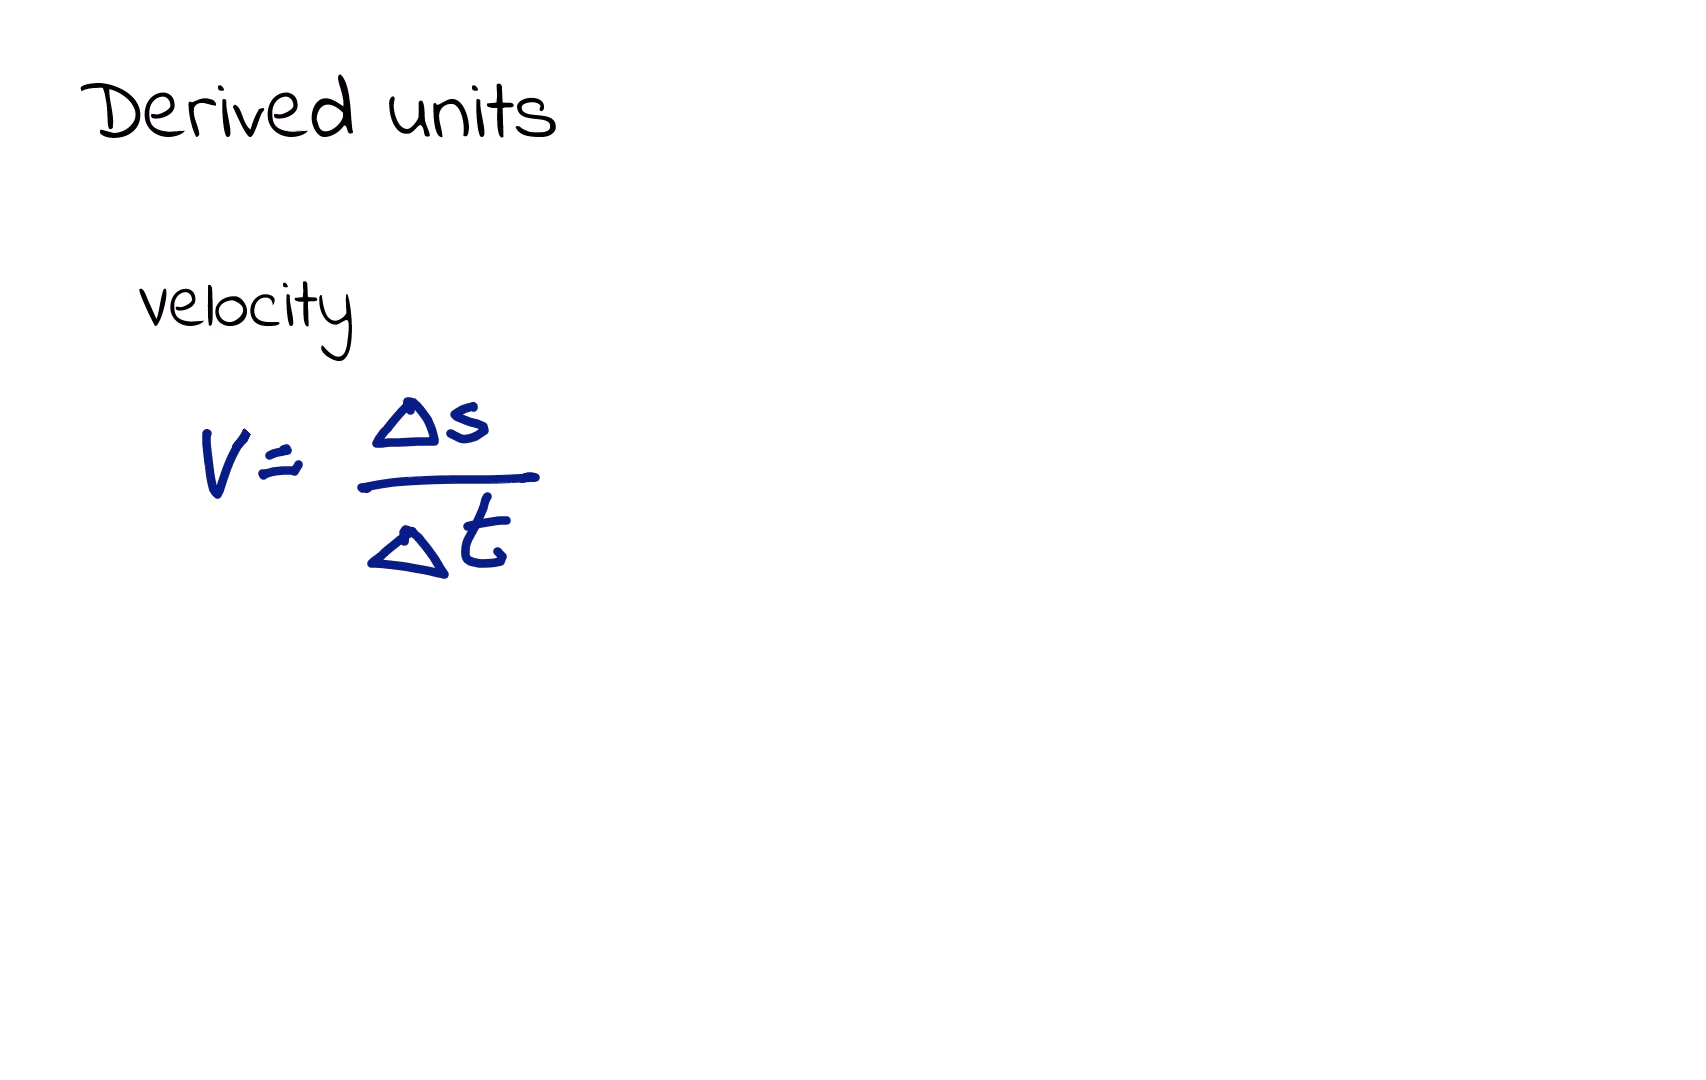 Derived units
velocity
V = Δs / Δt